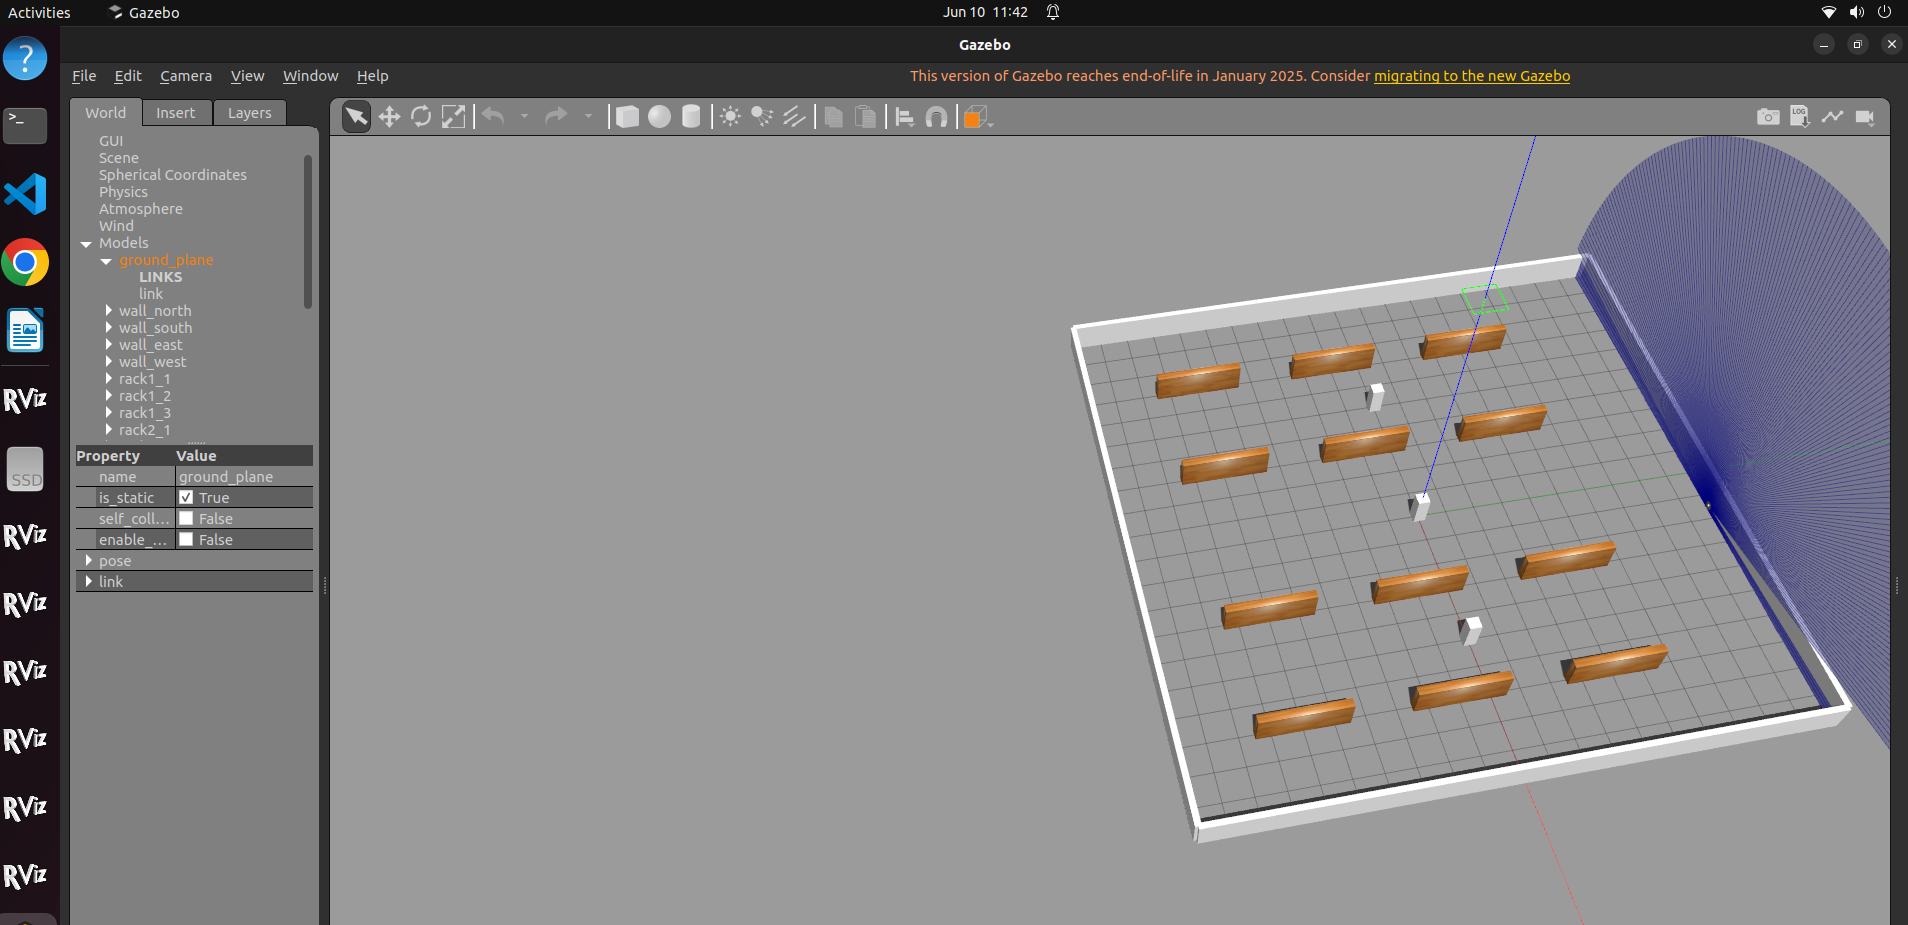 Activities
Gazebo
Jun 10 11:42
Gazebo
File Edit Camera View Window Help
This version of Gazebo reaches end-of-life in January 2025. Consider migrating to the new Gazebo
World Insert Layers
LOG
GUI
Scene
Spherical Coordinates
Physics
Atmosphere
Wind
Models
ground_plane
LINKS
link
wall_north
wall_south
wall_east
wall_west
rack1_1
rack1_2
rack1_3
rack2_1
Property Value
name ground_plane
is_static True
self_coll... False
enable_... False
pose
link
?
>_
RViz
SSD
RViz
RViz
RViz
RViz
RViz
RViz